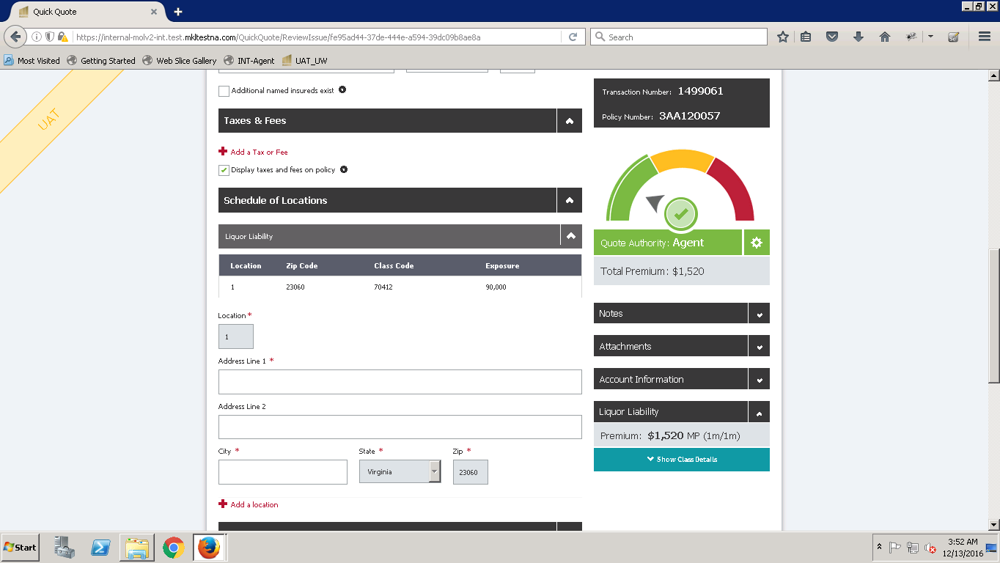 Quick Quote
https://internal-molv2-int.test.mkltestna.com/QuickQuote/ReviewIssue/fe95ad44-37de-444e-a594-39dc09b8ae8a
Search
Most Visited Getting Started Web Slice Gallery INT-Agent UAT_UW
UAT
Additional named insureds exist
Taxes & Fees
Add a Tax or Fee
Display taxes and fees on policy
Schedule of Locations
Liquor Liability
Location Zip Code Class Code Exposure
1 23060 70412 90,000
Location *
1
Address Line 1 *
Address Line 2
City * State * Zip *
Virginia 23060
Add a location
Transaction Number: 1499061
Policy Number: 3AA120057
Quote Authority: Agent
Total Premium: $1,520
Notes
Attachments
Account Information
Liquor Liability
Premium: $1,520 MP (1m/1m)
Show Class Details
Start
3:52 AM
12/13/2016